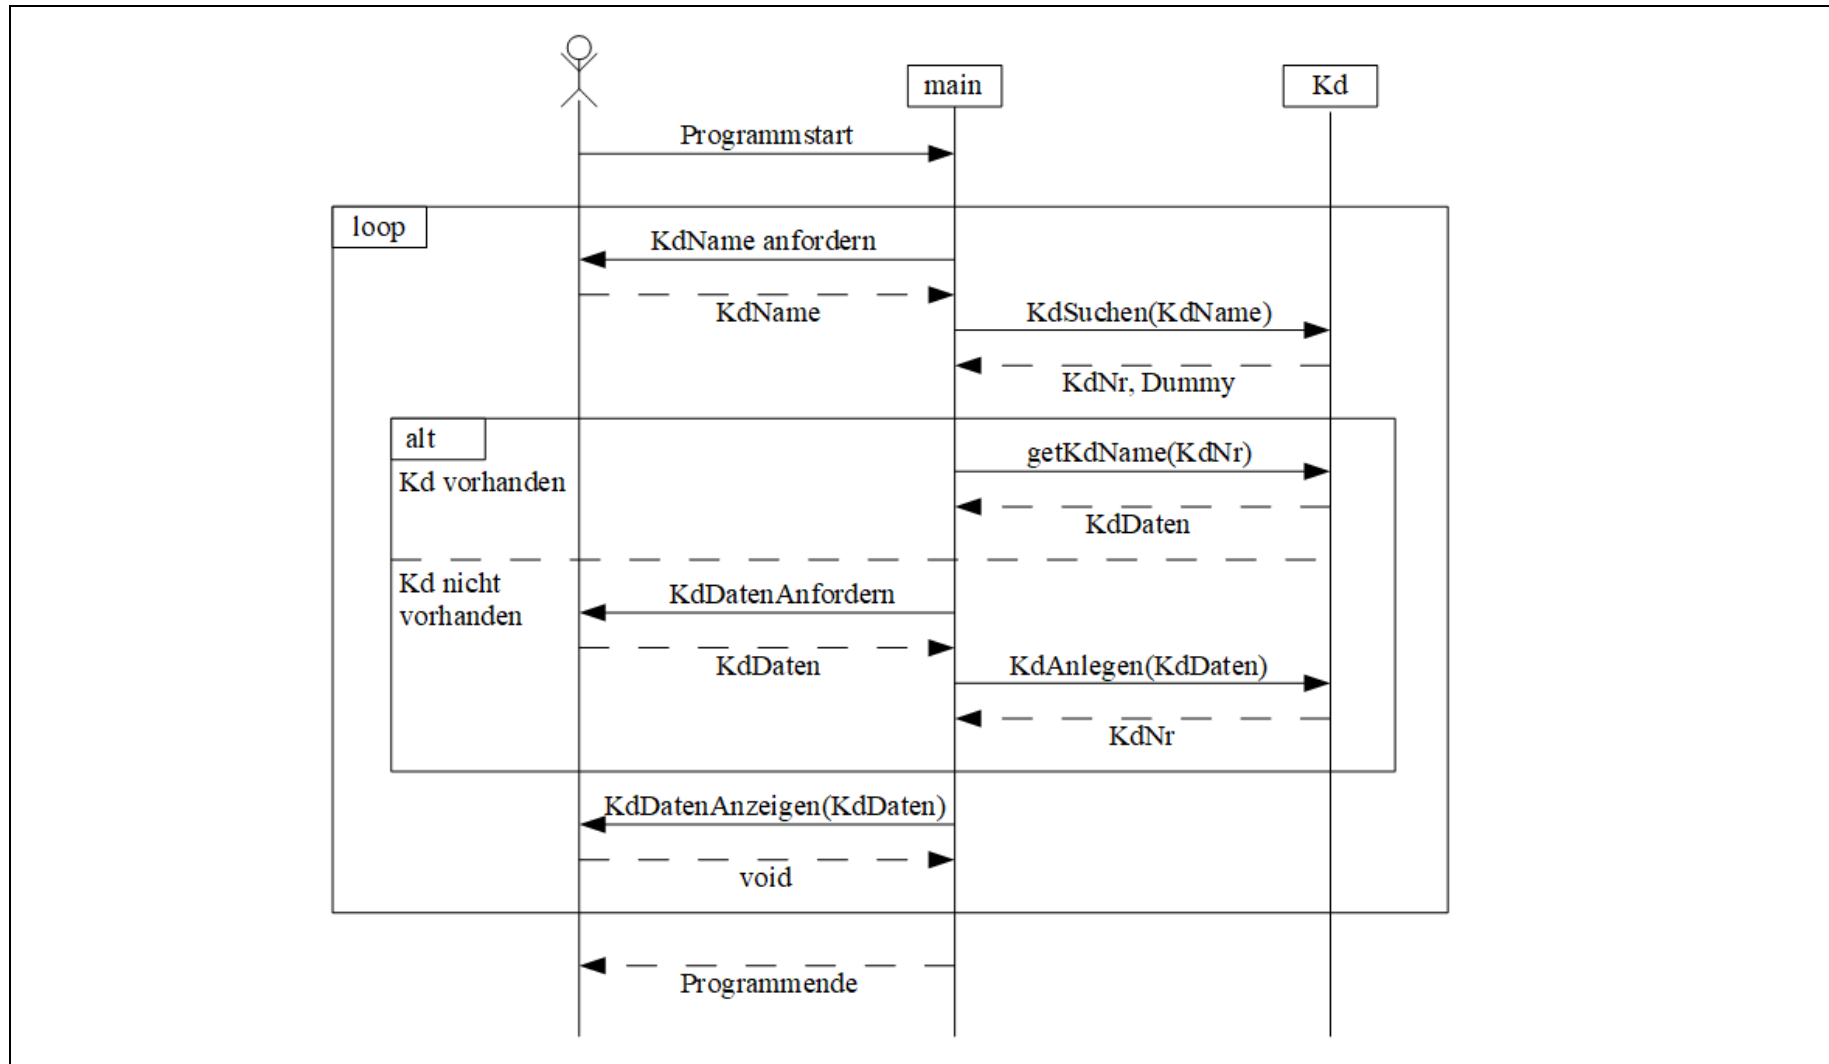 main
Kd
Programmstart
loop
KdName anfordern
KdName
KdSuchen(KdName)
KdNr, Dummy
alt
getKdName(KdNr)
Kd vorhanden
KdDaten
Kd nicht
vorhanden
KdDatenAnfordern
KdDaten
KdAnlegen(KdDaten)
KdNr
KdDatenAnzeigen(KdDaten)
void
Programmende